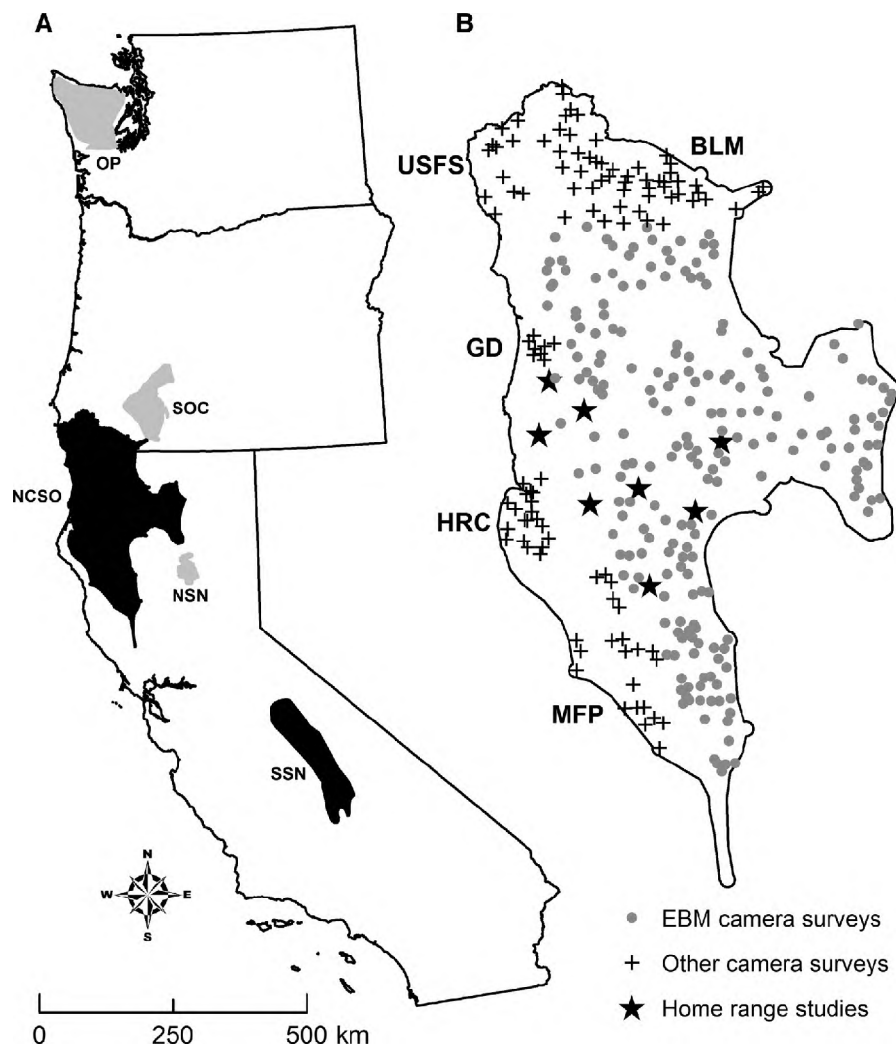 A
OP
SOC
NCSO
NSN
SSN
N
W E
S
0 250 500 km
B
USFS
BLM
GD
HRC
MFP
EBM camera surveys
Other camera surveys
Home range studies